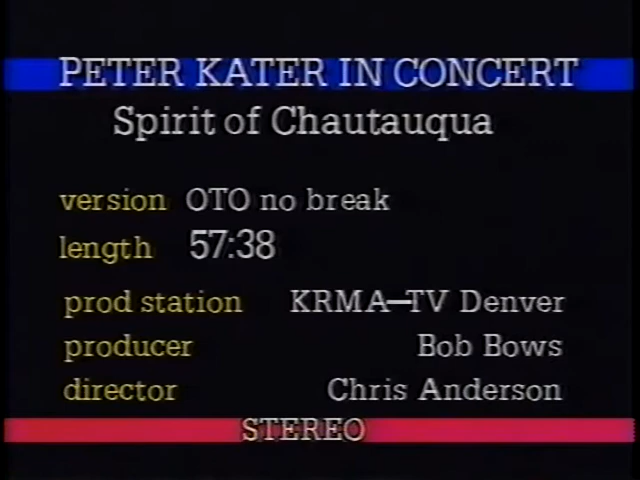 PETER KATER IN CONCERT
Spirit of Chautauqua
version OTO no break
length 57:38
prod station KRMA—TV Denver
producer Bob Bows
director Chris Anderson
STEREO